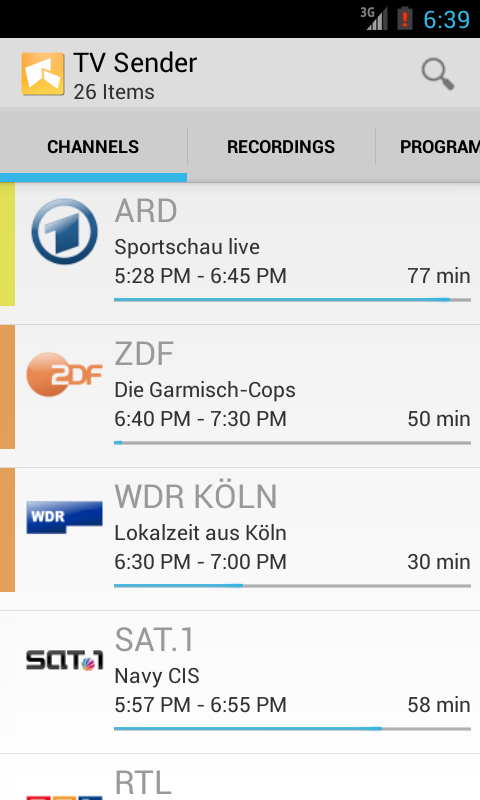 3G 6:39
TV Sender
26 Items
CHANNELS RECORDINGS PROGRAM
ARD
1
Sportschau live
5:28 PM - 6:45 PM 77 min
ZDF
ZDF
Die Garmisch-Cops
6:40 PM - 7:30 PM 50 min
WDR KÖLN
WDR
Lokalzeit aus Köln
6:30 PM - 7:00 PM 30 min
SAT.1
SAT.1
Navy CIS
5:57 PM - 6:55 PM 58 min
RTL